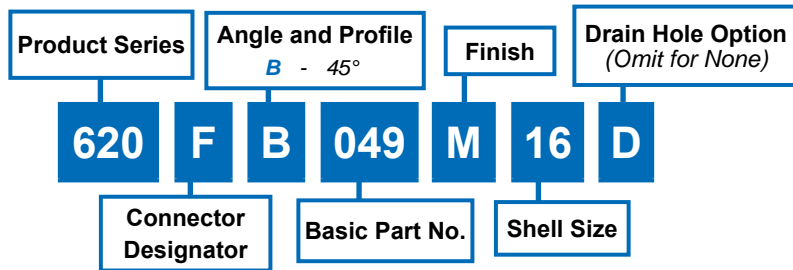 Product Series
Angle and Profile
B - 45°
Finish
Drain Hole Option
(Omit for None)
620 F B 049 M 16 D
Connector
Designator
Basic Part No.
Shell Size